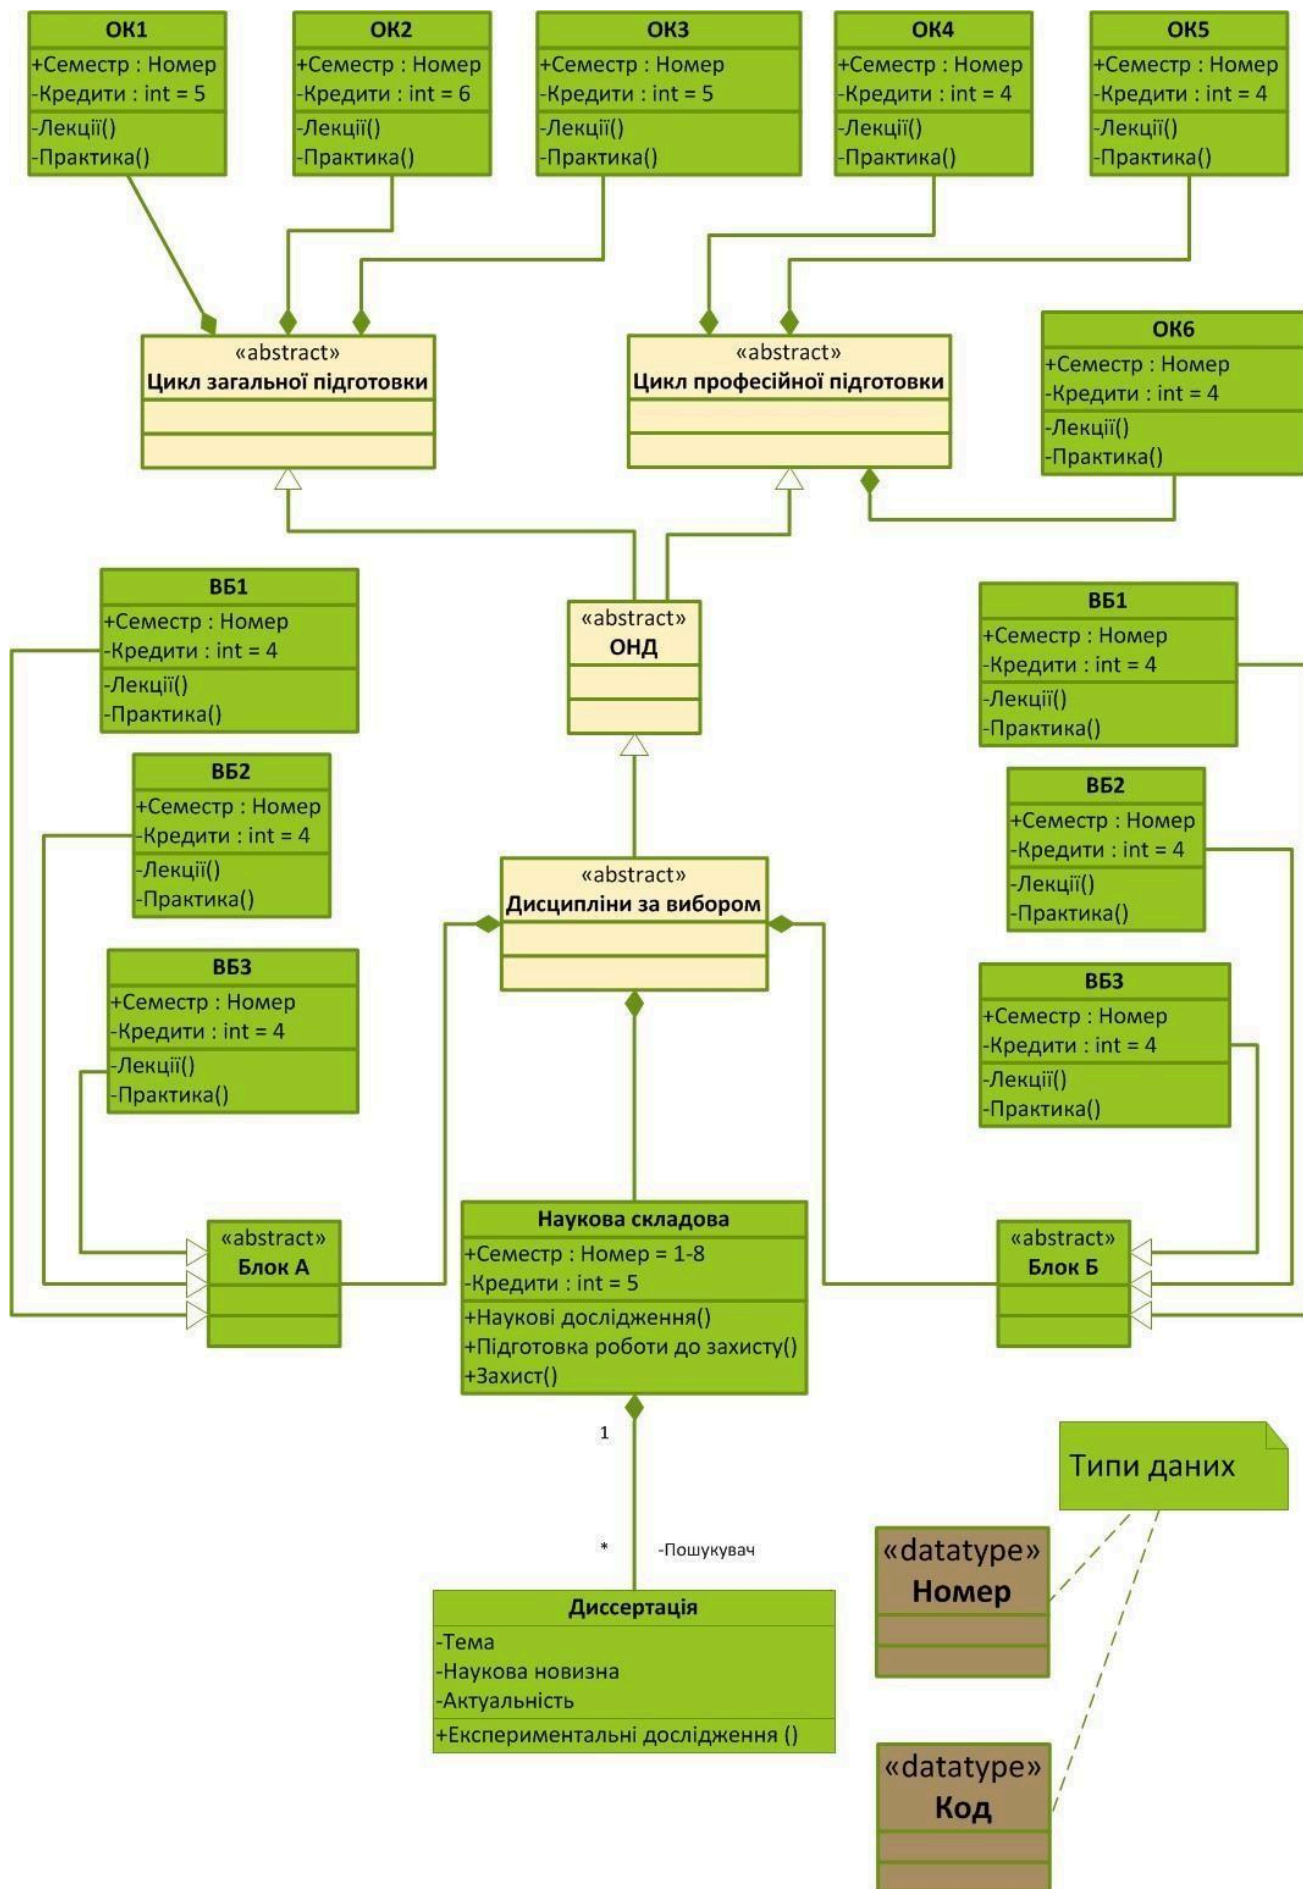 ОК1
+Семестр : Номер
-Кредити : int = 5
-Лекції()
-Практика()
ОК2
+Семестр : Номер
-Кредити : int = 6
-Лекції()
-Практика()
ОК3
+Семестр : Номер
-Кредити : int = 5
-Лекції()
-Практика()
ОК4
+Семестр : Номер
-Кредити : int = 4
-Лекції()
-Практика()
ОК5
+Семестр : Номер
-Кредити : int = 4
-Лекції()
-Практика()
«abstract»
Цикл загальної підготовки
«abstract»
Цикл професійної підготовки
ОК6
+Семестр : Номер
-Кредити : int = 4
-Лекції()
-Практика()
ВБ1
+Семестр : Номер
-Кредити : int = 4
-Лекції()
-Практика()
«abstract»
ОНД
ВБ1
+Семестр : Номер
-Кредити : int = 4
-Лекції()
-Практика()
ВБ2
+Семестр : Номер
-Кредити : int = 4
-Лекції()
-Практика()
ВБ2
+Семестр : Номер
-Кредити : int = 4
-Лекції()
-Практика()
«abstract»
Дисципліни за вибором
ВБ3
+Семестр : Номер
-Кредити : int = 4
-Лекції()
-Практика()
ВБ3
+Семестр : Номер
-Кредити : int = 4
-Лекції()
-Практика()
«abstract»
Блок А
Наукова складова
+Семестр : Номер = 1-8
-Кредити : int = 5
+Наукові дослідження()
+Підготовка роботи до захисту()
+Захист()
«abstract»
Блок Б
1
*
-Пошукувач
Диссертація
-Тема
-Наукова новизна
-Актуальність
+Експериментальні дослідження ()
Типи даних
«datatype»
Номер
«datatype»
Код